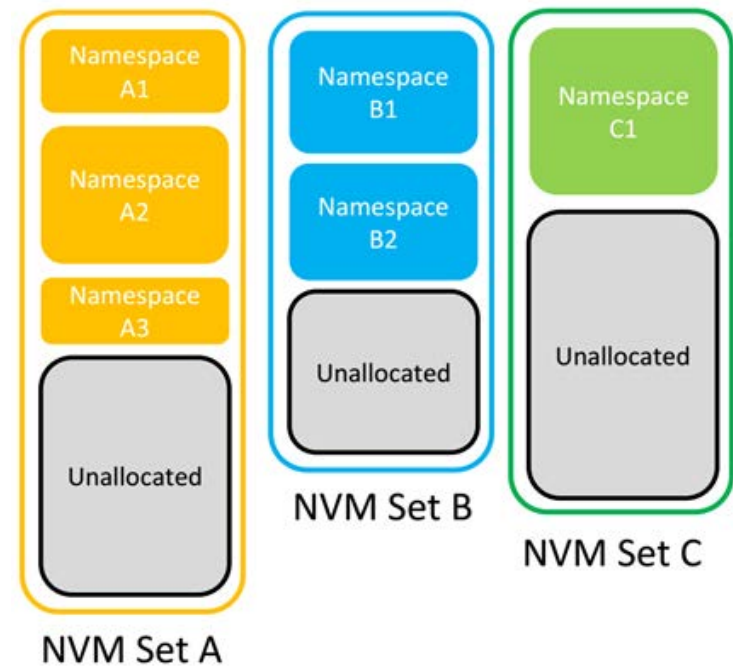 Namespace
A1
Namespace
A2
Namespace
A3
Unallocated
NVM Set A
Namespace
B1
Namespace
B2
Unallocated
NVM Set B
Namespace
C1
Unallocated
NVM Set C